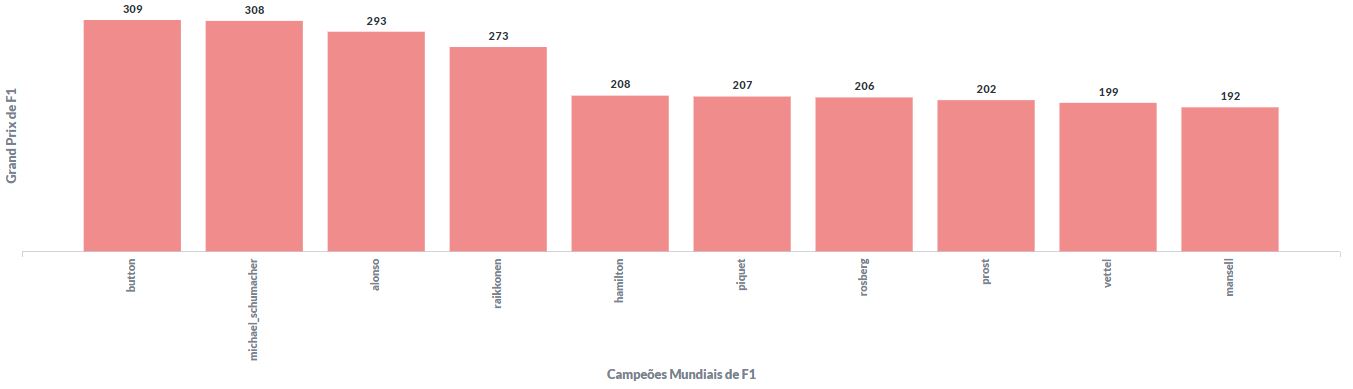 309
308
293
273
208
207
206
202
199
192
Grand Prix de F1
button
michael_schumacher
alonso
raikkonen
hamilton
piquet
rosberg
prost
vettel
mansell
Campeões Mundiais de F1